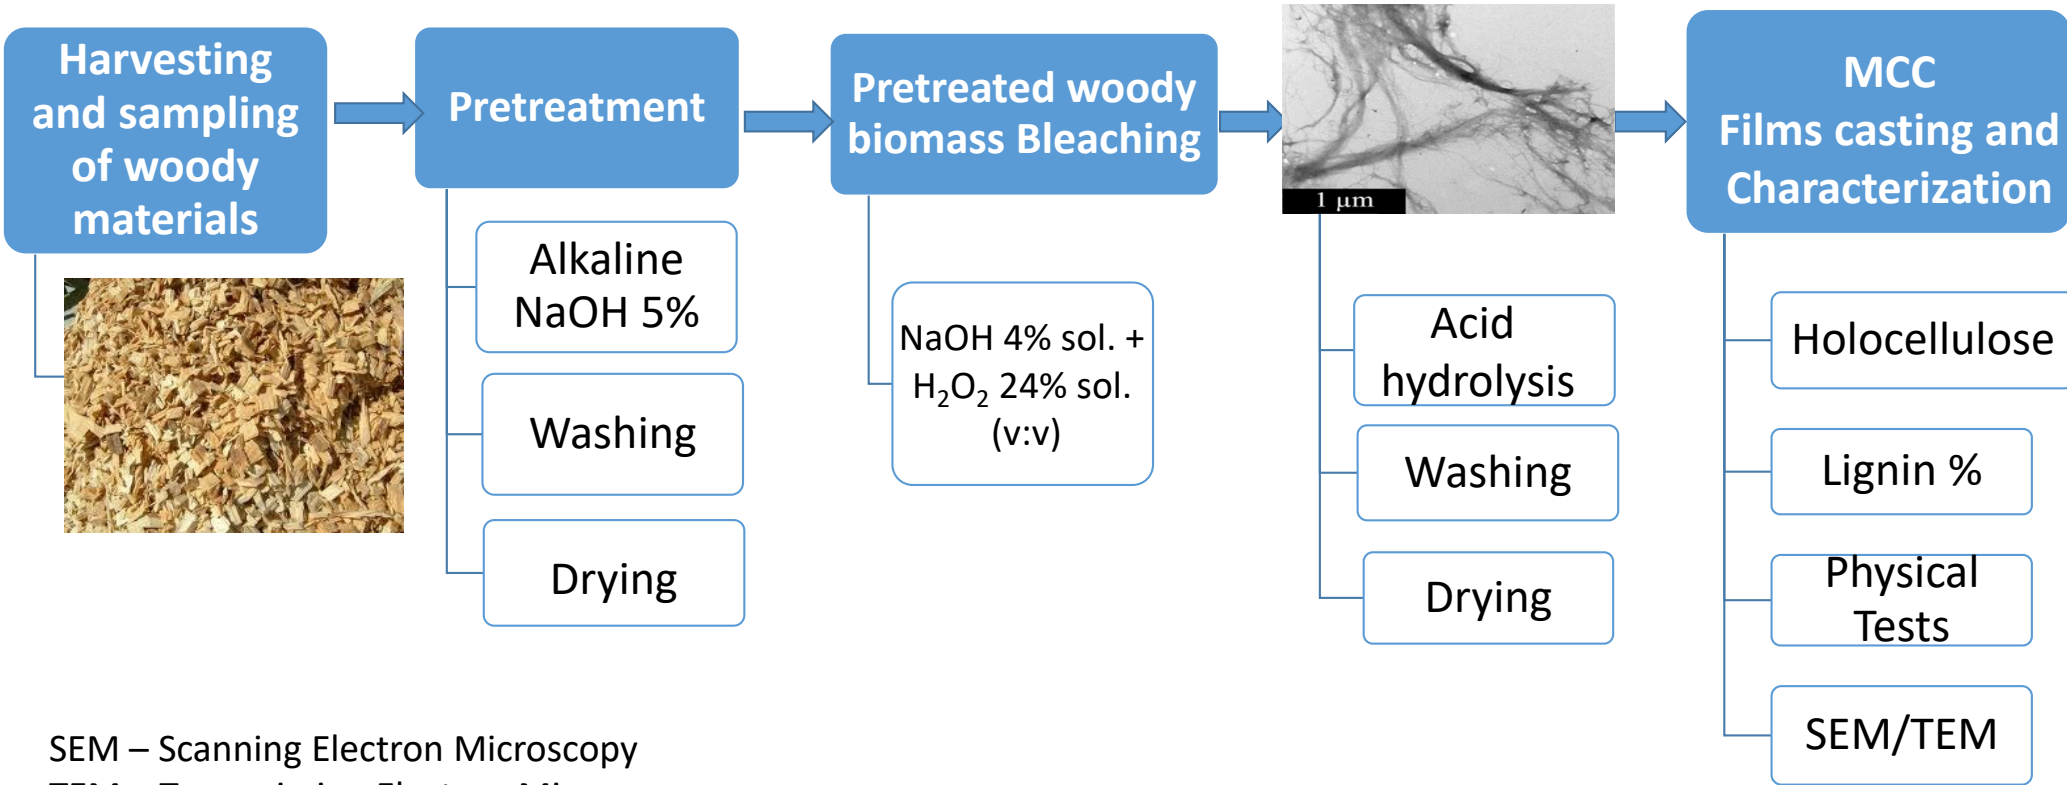 Harvesting
and sampling
of woody
materials
Pretreatment
Alkaline
NaOH 5%
Washing
Drying
Pretreated woody
biomass Bleaching
NaOH 4% sol. +
H₂O₂ 24% sol.
(v:v)
1 µm
Acid
hydrolysis
Washing
Drying
MCC
Films casting and
Characterization
Holocellulose
Lignin %
Physical
Tests
SEM/TEM
SEM – Scanning Electron Microscopy